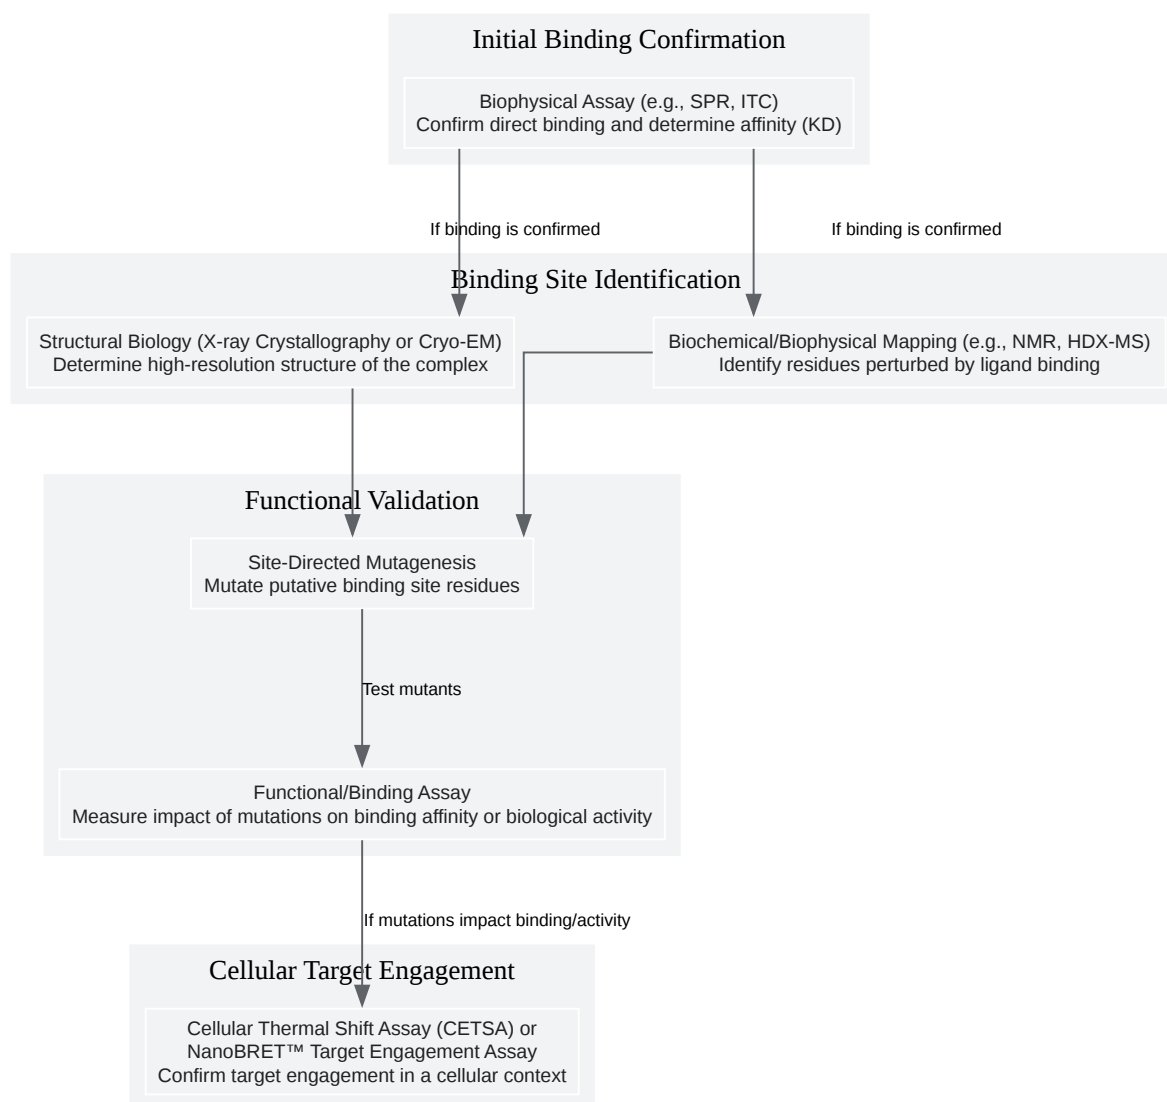 Initial Binding Confirmation
Biophysical Assay (e.g., SPR, ITC)
Confirm direct binding and determine affinity (KD)
If binding is confirmed
If binding is confirmed
Binding Site Identification
Structural Biology (X-ray Crystallography or Cryo-EM)
Determine high-resolution structure of the complex
Biochemical/Biophysical Mapping (e.g., NMR, HDX-MS)
Identify residues perturbed by ligand binding
Functional Validation
Site-Directed Mutagenesis
Mutate putative binding site residues
Test mutants
Functional/Binding Assay
Measure impact of mutations on binding affinity or biological activity
If mutations impact binding/activity
Cellular Target Engagement
Cellular Thermal Shift Assay (CETSA) or
NanoBRET™ Target Engagement Assay
Confirm target engagement in a cellular context